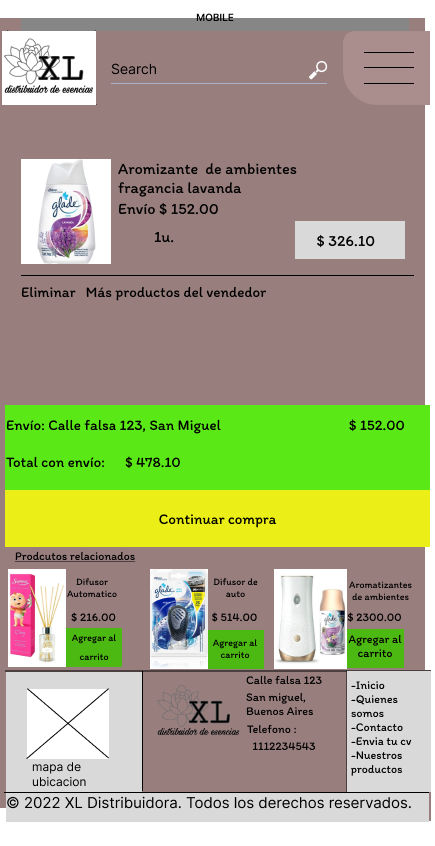 MOBILE
XL
distribuidor de esencias
Search
glade
Aromizante de ambientes
fragancia lavanda
Envío $ 152.00
1u.
$ 326.10
Eliminar Más productos del vendedor
Envío: Calle falsa 123, San Miguel $ 152.00
Total con envío: $ 478.10
Continuar compra
Prodcutos relacionados
Difusor
Automatico
$ 216.00
Agregar al
carrito
glade
Difusor de
auto
$ 514.00
Agregar al
carrito
Aromatizantes
de ambientes
$ 2300.00
Agregar al
carrito
mapa de
ubicacion
XL
distribuidor de esencias
Calle falsa 123
San miguel,
Buenos Aires
Telefono :
1112234543
-Inicio
-Quienes
somos
-Contacto
-Envia tu cv
-Nuestros
productos
© 2022 XL Distribuidora. Todos los derechos reservados.